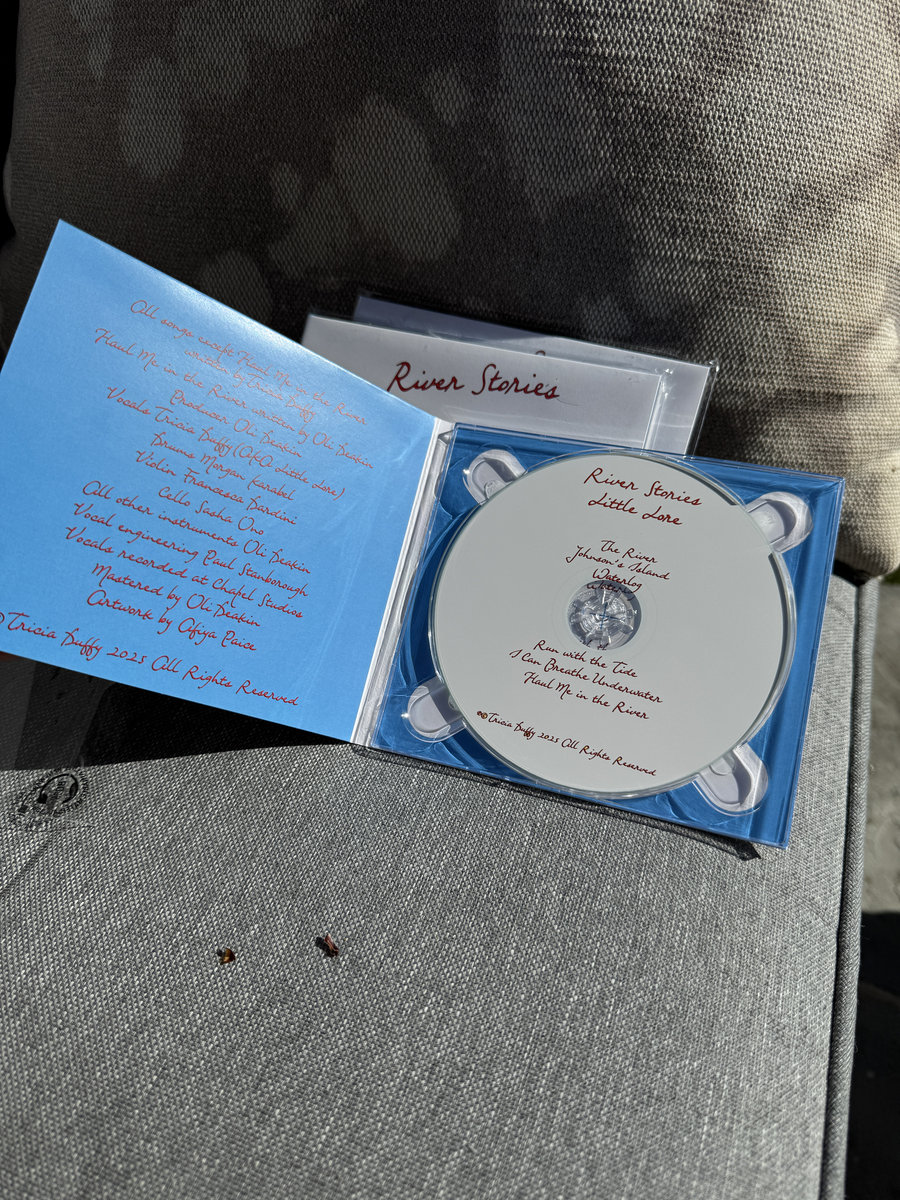 All songs except Haul Me in the River
written by Tricia Duffy
Haul Me in the River written by Oli Deakin
Producer Oli Deakin
Vocals Tricia Duffy (AKA Little Lore)
Drums Morgan Karabel
Violin Francesca Dardini
Cello Sasha Ono
All other instruments Oli Deakin
Vocal engineering Paul Stanborough
Vocals recorded at Chapel Studios
Mastered by Oli Deakin
Artwork by Afiya Paice
©Tricia Duffy 2025 All Rights Reserved
River Stories
River Stories
Little Lore
The River
Johnson's Island
Waterlog
Run with the Tide
I Can Breathe Underwater
Haul Me in the River
©Tricia Duffy 2025 All Rights Reserved